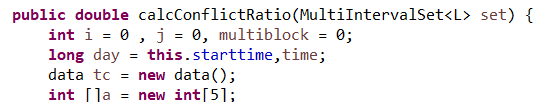 public double calcConflictRatio(MultiIntervalSet<L> set) {
int i = 0 , j = 0, multiblock = 0;
long day = this.starttime,time;
data tc = new data();
int []a = new int[5];